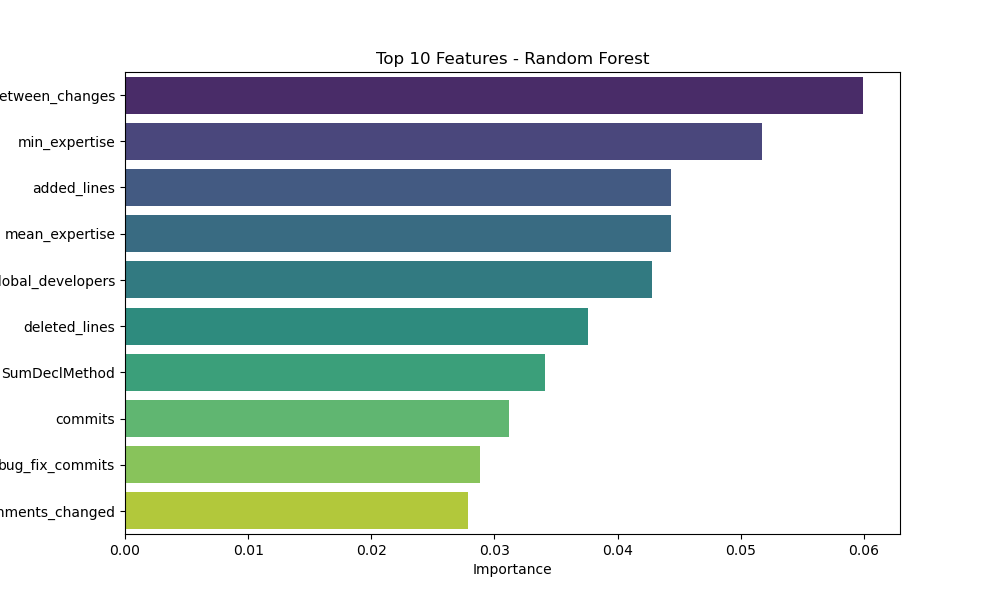 Top 10 Features - Random Forest
etween_changes
min_expertise
added_lines
mean_expertise
lobal_developers
deleted_lines
SumDeclMethod
commits
bug_fix_commits
nments_changed
0.00 0.01 0.02 0.03 0.04 0.05 0.06
Importance